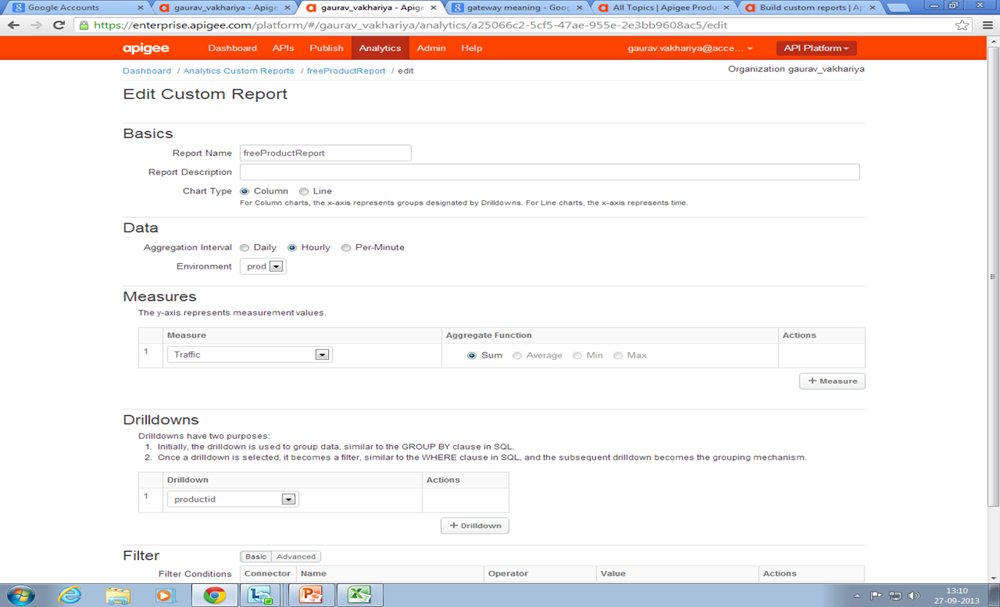 Google Accounts
gaurav_vakhariya - Apige
gaurav_vakhariya - Apige
gateway meaning - Goog
All Topics | Apigee Produ
Build custom reports | Ap
https://enterprise.apigee.com/platform/#/gaurav_vakhariya/analytics/a25066c2-5cf5-47ae-955e-2e3bb9608ac5/edit
apigee Dashboard APIs Publish Analytics Admin Help gaurav.vakhariya@acce... API Platform
Dashboard / Analytics Custom Reports / freeProductReport / edit Organization gaurav_vakhariya
Edit Custom Report
Basics
Report Name freeProductReport
Report Description
Chart Type Column Line
For Column charts, the x-axis represents groups designated by Drilldowns. For Line charts, the x-axis represents time.
Data
Aggregation Interval Daily Hourly Per-Minute
Environment prod
Measures
The y-axis represents measurement values.
Measure Aggregate Function Actions
1 Traffic Sum Average Min Max
+ Measure
Drilldowns
Drilldowns have two purposes:
1. Initially, the drilldown is used to group data, similar to the GROUP BY clause in SQL.
2. Once a drilldown is selected, it becomes a filter, similar to the WHERE clause in SQL, and the subsequent drilldown becomes the grouping mechanism.
Drilldown Actions
1 productid
+ Drilldown
Filter Basic Advanced
Filter Conditions Connector Name Operator Value Actions
13:10
27-09-2013